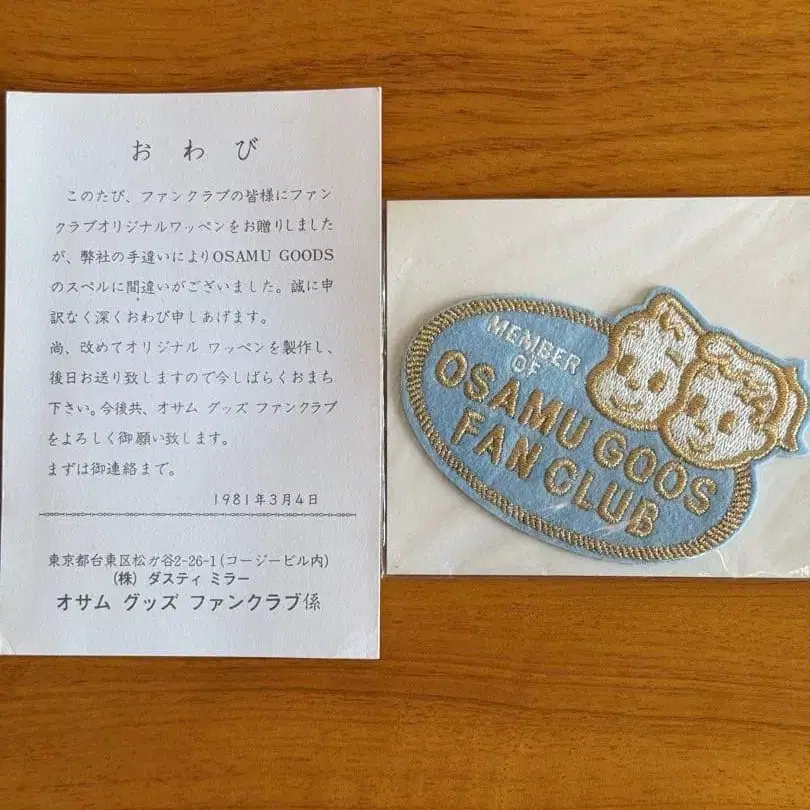 おわび
このたび、ファンクラブの皆様にファン
クラブオリジナルワッペンをお贈りしました
が、弊社の手違いによりOSAMU GOODS
のスペルに間違いがございました。誠に申
訳なく深くおわび申しあげます。
尚、改めてオリジナル ワッペンを製作し、
後日お送り致しますので今しばらくおまち
下さい。今後共、オサム グッズ ファンクラブ
をよろしく御願い致します。
まずは御連絡まで。
1981年3月4日
東京都台東区松ガ谷2-26-1(コージービル内)
(株) ダスティ ミラー
オサム グッズ ファンクラブ係
MEMBER
OF
OSAMU GOOS
FAN CLUB